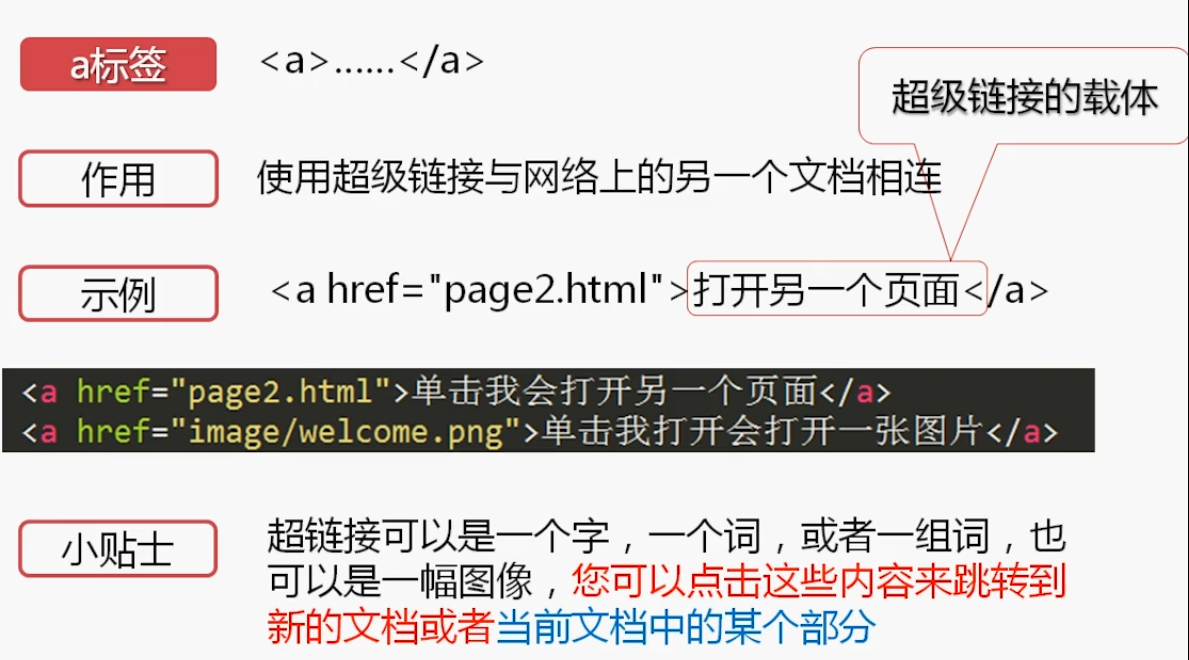 a标签
<a>......</a>
超级链接的载体
作用
使用超级链接与网络上的另一个文档相连
示例
<a href="page2.html">打开另一个页面</a>
<a href="page2.html">单击我会打开另一个页面</a>
<a href="image/welcome.png">单击我打开会打开一张图片</a>
小贴士
超链接可以是一个字，一个词，或者一组词，也
可以是一幅图像，您可以点击这些内容来跳转到
新的文档或者当前文档中的某个部分